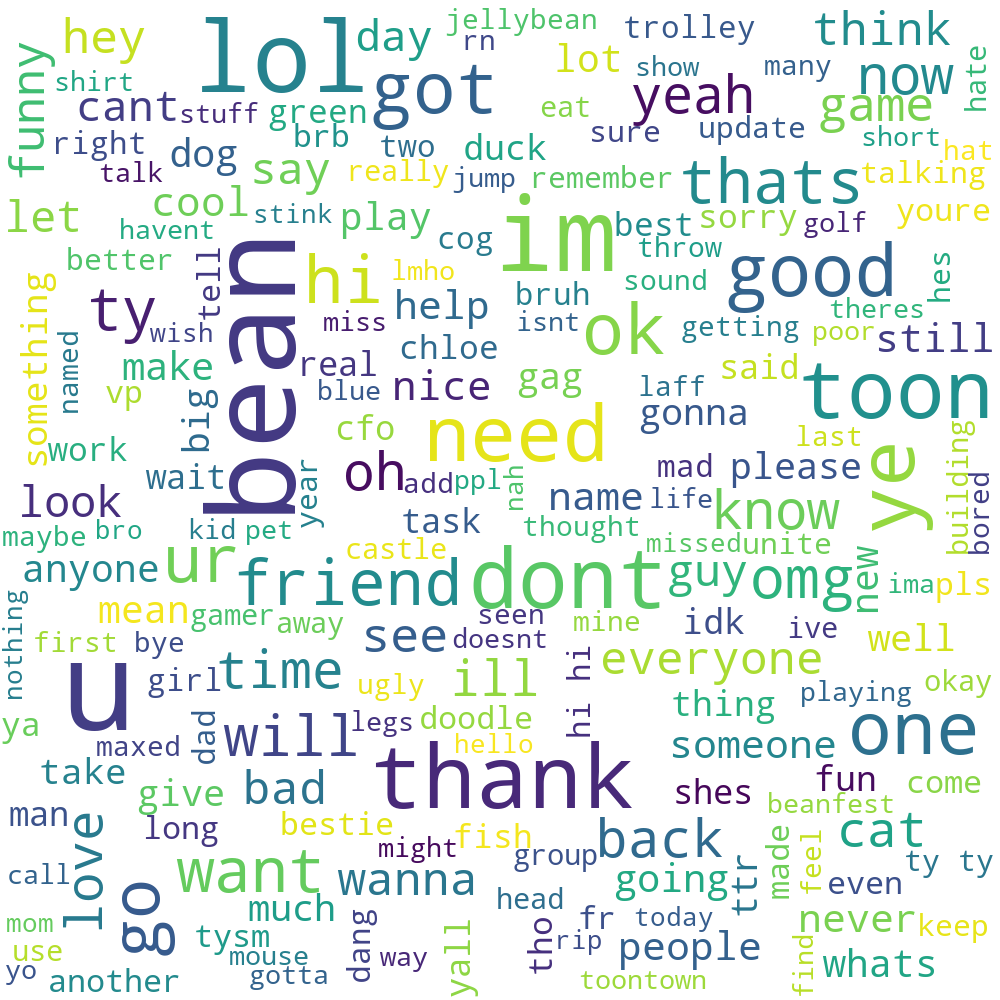 jellybean
hey
lol
day
rn
trolley
think
funny
shirt
cant
stuff
green
got
lot
show
many
yeah
now
game
hate
right
brb
two
eat
sure
update
short
talk
dog
say
really
duck
jump
remember
thats
hat
talking
let
cool
havent
stink
play
cog
im
best
sorry
golf
youre
better
tell
bean
hi
lmho
throw
sound
good
hes
something
ty
wish
miss
help
bruh
isnt
ok
getting
theres
poor
still
named
make
real
chloe
blue
nice
gag
laff
said
toon
vp
big
cfo
need
gonna
last
work
wait
year
oh
add
ppl
nah
mad
please
ye
building
bored
look
name
life
know
maybe
bro
kid
pet
task
thought
missed
unite
anyone
ur
castle
friend
dont
guy
omg
new
ima
pls
nothing
mean
gamer
away
seen
mine
idk
ive
well
first
bye
see
doesnt
everyone
u
girl
time
ugly
ill
hi hi
thing
playing
okay
ya
maxed
dad
will
legs
doodle
hello
someone
one
take
give
bad
thank
shes
fun
come
man
love
long
bestie
might
fish
group
back
beanfest
cat
call
go
want
wanna
going
ttr
made
feel
even
ty ty
mom
much
head
use
tysm
dang
tho
fr
today
never
keep
yo
mouse
way
yall
rip
people
find
whats
another
gotta
toontown